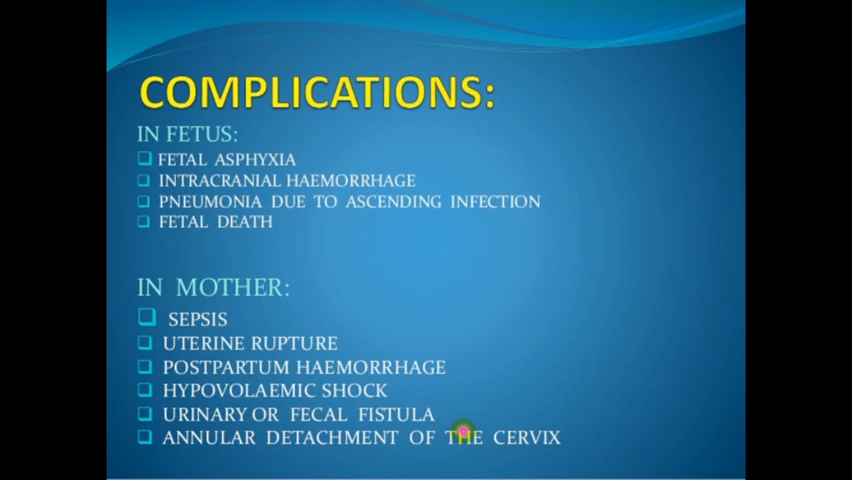 COMPLICATIONS:
IN FETUS:
FETAL ASPHYXIA
INTRACRANIAL HAEMORRHAGE
PNEUMONIA DUE TO ASCENDING INFECTION
FETAL DEATH
IN MOTHER:
SEPSIS
UTERINE RUPTURE
POSTPARTUM HAEMORRHAGE
HYPOVOLAEMIC SHOCK
URINARY OR FECAL FISTULA
ANNULAR DETACHMENT OF THE CERVIX